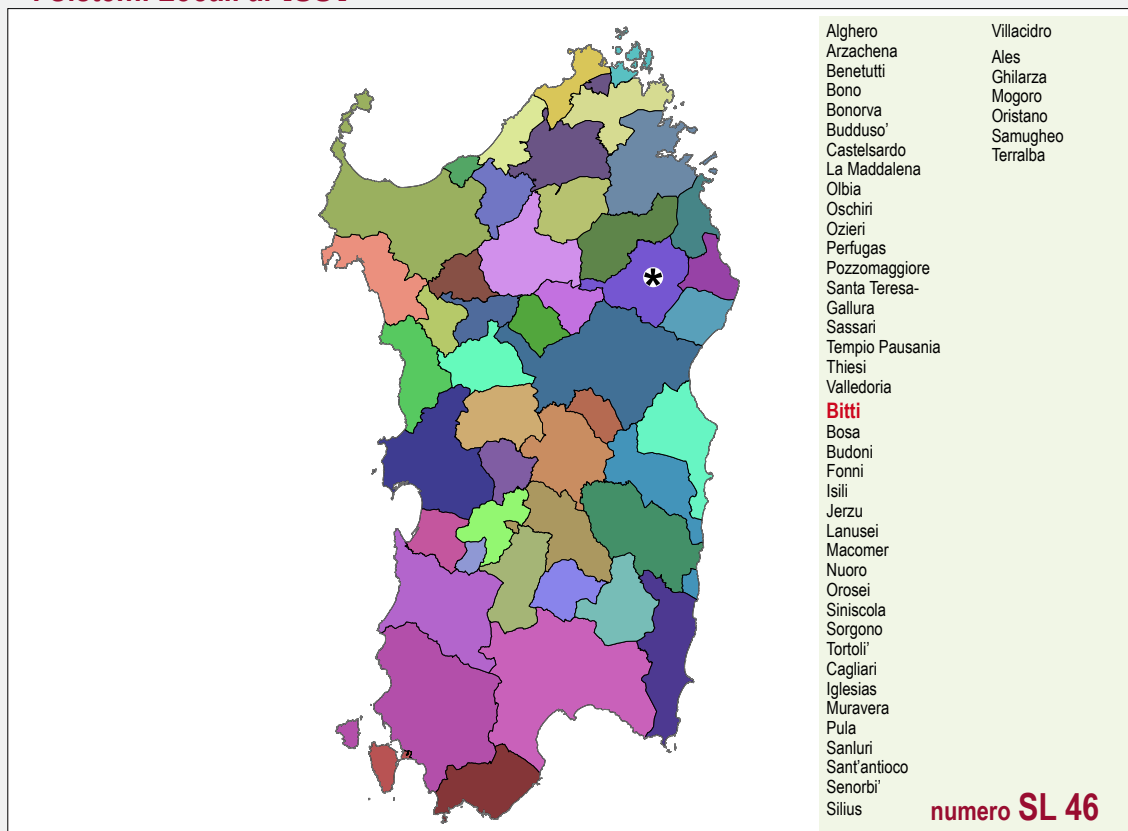 Alghero
Arzachena
Benetutti
Bono
Bonorva
Budduso'
Castelsardo
La Maddalena
Olbia
Oschiri
Ozieri
Perfugas
Pozzomaggiore
Santa Teresa-
Gallura
Sassari
Tempio Pausania
Thiesi
Valledoria
Bitti
Bosa
Budoni
Fonni
Isili
Jerzu
Lanusei
Macomer
Nuoro
Orosei
Siniscola
Sorgono
Tortoli'
Cagliari
Iglesias
Muravera
Pula
Sanluri
Sant'antioco
Senorbi'
Silius
Villacidro
Ales
Ghilarza
Mogoro
Oristano
Samugheo
Terralba
*
numero SL 46